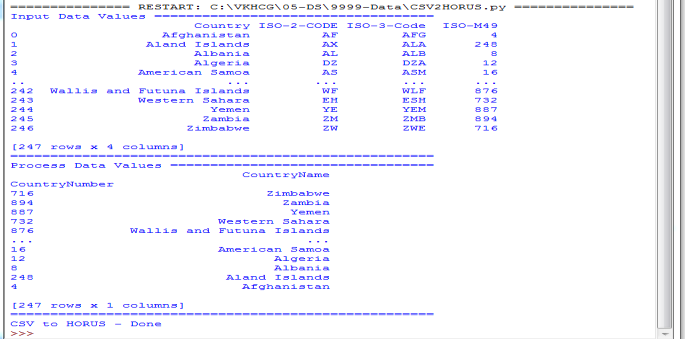 =============== RESTART: C:\VKHCG\05-DS\9999-Data\CSV2HORUS.py ===============
Input Data Values ===================================
                          Country ISO-2-CODE ISO-3-Code  ISO-M49
0                     Afghanistan         AF        AFG        4
1                   Aland Islands         AX        ALA      248
2                         Albania         AL        ALB        8
3                         Algeria         DZ        DZA       12
4                  American Samoa         AS        ASM       16
..                            ...        ...        ...      ...
242     Wallis and Futuna Islands         WF        WLF      876
243                Western Sahara         EH        ESH      732
244                         Yemen         YE        YEM      887
245                        Zambia         ZM        ZMB      894
246                      Zimbabwe         ZW        ZWE      716
[247 rows x 4 columns]
=====================================================
Process Data Values =================================
                             CountryName
CountryNumber
716                             Zimbabwe
894                               Zambia
887                                Yemen
732                       Western Sahara
876            Wallis and Futuna Islands
...                                  ...
16                        American Samoa
12                               Algeria
8                                Albania
248                        Aland Islands
4                            Afghanistan
[247 rows x 1 columns]
=====================================================
CSV to HORUS - Done
>>>